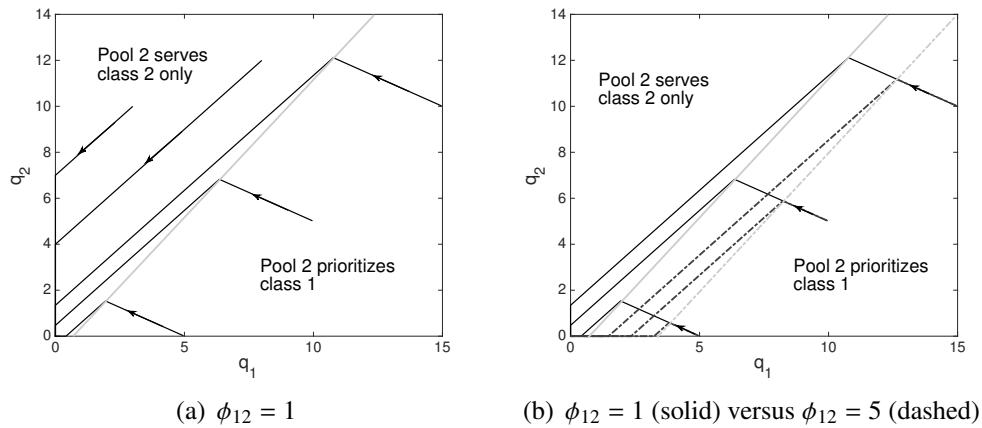 14
12
10
8
6
4
2
0
q2
Pool 2 serves
class 2 only
Pool 2 prioritizes
class 1
0 5 10 15
q1
(a) ϕ12 = 1
14
12
10
8
6
4
2
0
q2
Pool 2 serves
class 2 only
Pool 2 prioritizes
class 1
0 5 10 15
q1
(b) ϕ12 = 1 (solid) versus ϕ12 = 5 (dashed)